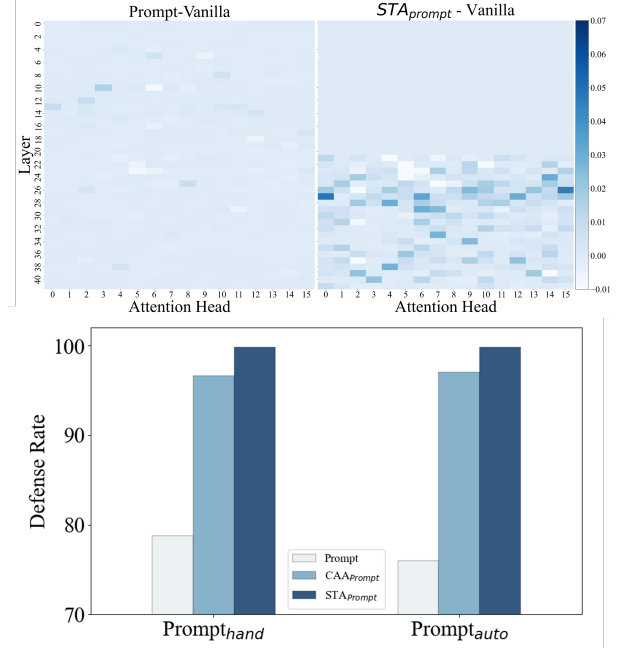 Prompt-Vanilla
STA_prompt - Vanilla
0
2
4
6
8
10
12
14
16
18
20
22
24
26
28
30
32
34
36
38
40
Layer
0 1 2 3 4 5 6 7 8 9 10 11 12 13 14 15
0 1 2 3 4 5 6 7 8 9 10 11 12 13 14 15
Attention Head
Attention Head
0.07
0.06
0.05
0.04
0.03
0.02
0.01
0.00
−0.01
100
90
80
70
Defense Rate
Prompt
CAA_Prompt
STA_Prompt
Prompt_hand
Prompt_auto